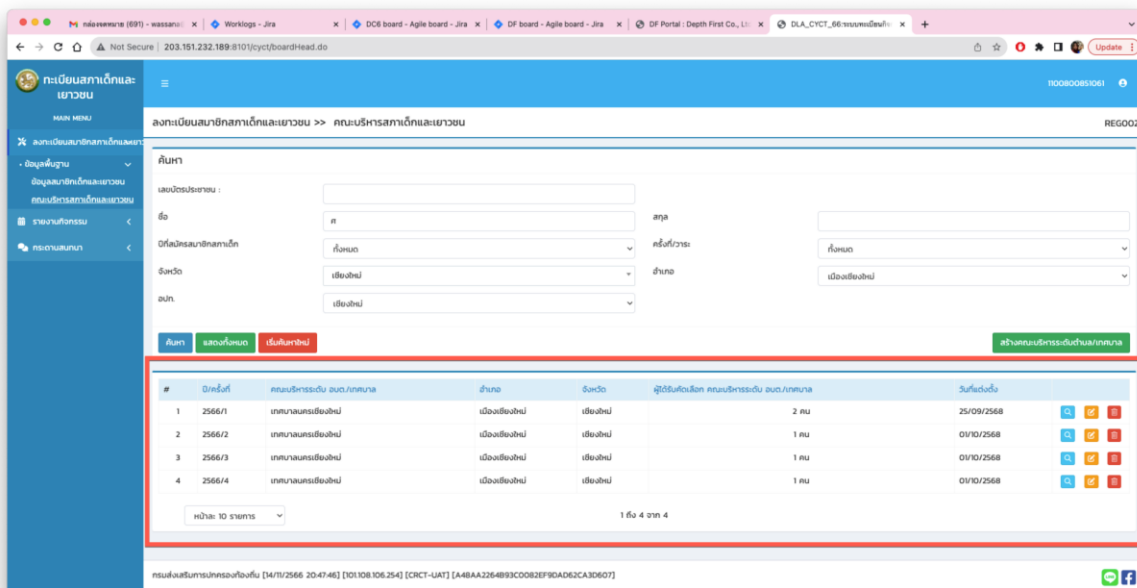 กล่องจดหมาย (691) - wassana
Worklogs - Jira
DC6 board - Agile board - Jira
DF board - Agile board - Jira
DF Portal : Depth First Co., Lt
DLA_CYCT_66:ระบบทะเบียน
Not Secure 203.151.232.189:8101/cyct/boardHead.do
Update
ทะเบียนสภาเด็กและ
เยาวชน
1100800851061
MAIN MENU
ลงทะเบียนสมาชิกสภาเด็กและเยาวชน >> คณะบริหารสภาเด็กและเยาวชน REG002
ลงทะเบียนสมาชิกสภาเด็กและเยาว
ข้อมูลพื้นฐาน
ข้อมูลสมาชิกเด็กและเยาวชน
คณะบริหารสภาเด็กและเยาวชน
รายงานกิจกรรม
กระดานสนทนา
ค้นหา
เลขบัตรประชาชน :
ชื่อ ศ สกุล
ปีที่สมัครสมาชิกสภาเด็ก ทั้งหมด ครั้งที่/วาระ ทั้งหมด
จังหวัด เชียงใหม่ อำเภอ เมืองเชียงใหม่
อปท. เชียงใหม่
ค้นหา แสดงทั้งหมด เริ่มค้นหาใหม่ สร้างคณะบริหารระดับตำบล/เทศบาล
# ปี/ครั้งที่ คณะบริหารระดับ อบต./เทศบาล อำเภอ จังหวัด ผู้ได้รับคัดเลือก คณะบริหารระดับ อบต./เทศบาล วันที่แต่งตั้ง
1 2566/1 เทศบาลนครเชียงใหม่ เมืองเชียงใหม่ เชียงใหม่ 2 คน 25/09/2568
2 2566/2 เทศบาลนครเชียงใหม่ เมืองเชียงใหม่ เชียงใหม่ 1 คน 01/10/2568
3 2566/3 เทศบาลนครเชียงใหม่ เมืองเชียงใหม่ เชียงใหม่ 1 คน 01/10/2568
4 2566/4 เทศบาลนครเชียงใหม่ เมืองเชียงใหม่ เชียงใหม่ 1 คน 01/10/2568
หน้าละ 10 รายการ 1 ถึง 4 จาก 4
กรมส่งเสริมการปกครองท้องถิ่น [14/11/2566 20:47:46] [101.108.106.254] [CRCT-UAT] [A4BAA2264B93C0082EF9DAD62CA3D607]